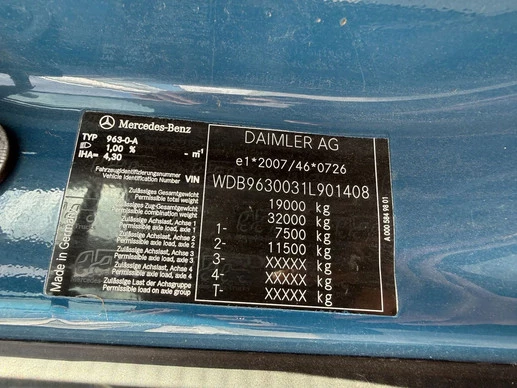 Mercedes-Benz
DAIMLER AG
TYP 963-0-A
1,00 %
IHA= 4,30 - m⁻¹
e1*2007/46*0726
Fahrzeugidentifizierungsnummer
Vehicle Identification Number VIN
WDB9630031L901408
Zulässiges Gesamtgewicht
Permissible total weight
19000 kg
Zulässiges Zug-Gesamtgewicht
Permissible combination weight
32000 kg
Zulässige Achslast, Achse 1
Permissible axle load, axle 1
1- 7500 kg
Zulässige Achslast, Achse 2
Permissible axle load, axle 2
2- 11500 kg
Zulässige Achslast, Achse 3
Permissible axle load, axle 3
3- XXXXX kg
Zulässige Achslast, Achse 4
Permissible axle load, axle 4
4- XXXXX kg
Zulässige Last der Achsgruppe
Permissible load on axle group
T- XXXXX kg
Made in Germany
A 000 584 98 01